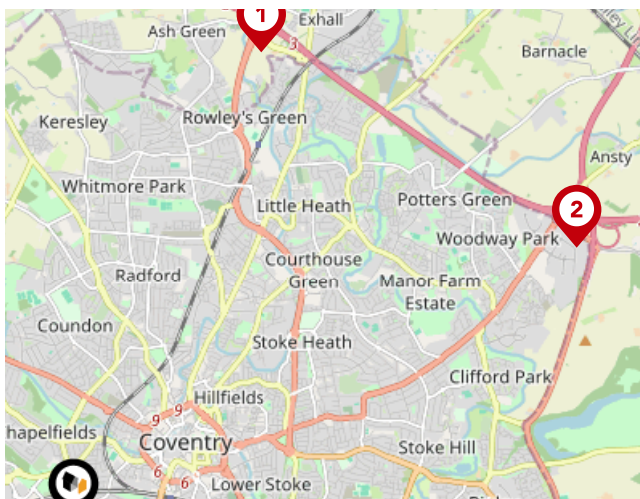 1
Exhall
Ash Green
3
Barnacle
Keresley
Rowley's Green
Ansty
Whitmore Park
Potters Green
Little Heath
2
Woodway Park
Courthouse
Green
Radford
Manor Farm
Estate
Coundon
Stoke Heath
Clifford Park
Hillfields
9
9
hapelfields
Coventry
Stoke Hill
6
6
Lower Stoke